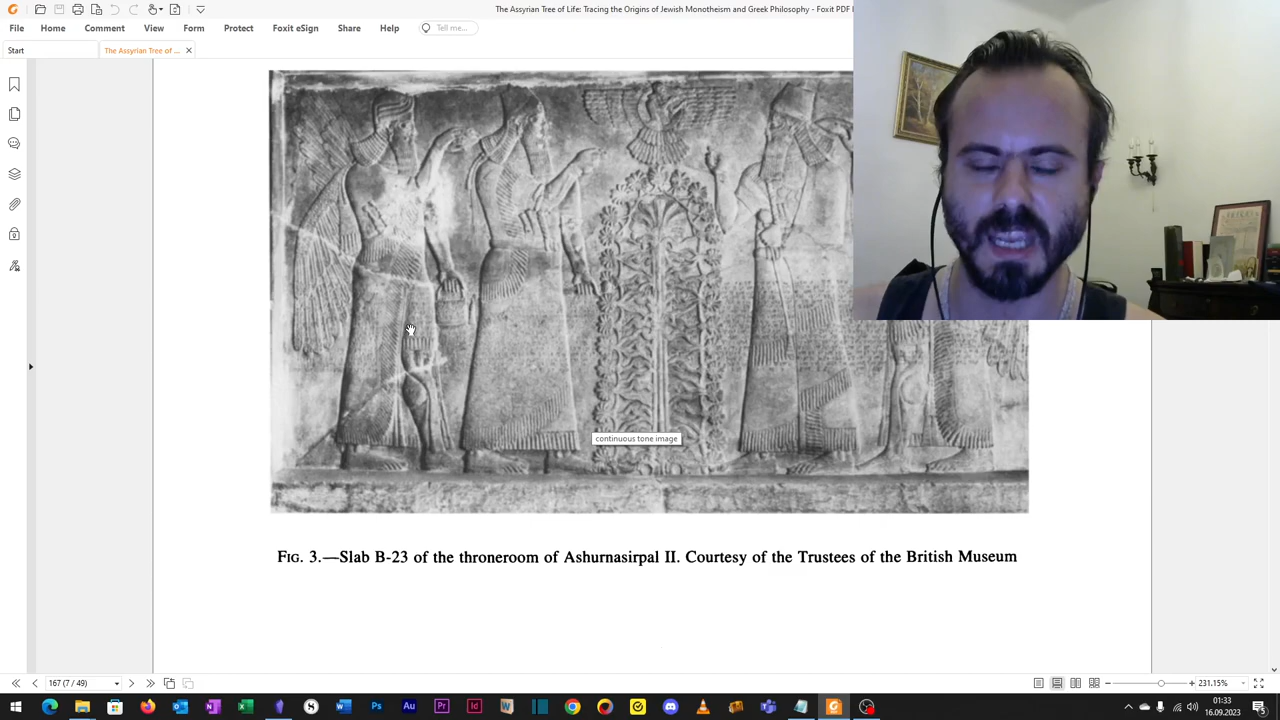 The Assyrian Tree of Life: Tracing the Origins of Jewish Monotheism and Greek Philosophy - Foxit PDF
File Home Comment View Form Protect Foxit eSign Share Help Tell me...
Start The Assyrian Tree of ...
continuous tone image
FIG. 3.—Slab B-23 of the throneroom of Ashurnasirpal II. Courtesy of the Trustees of the British Museum
167 (7 / 49) 231.15%
01:33
16.09.2023